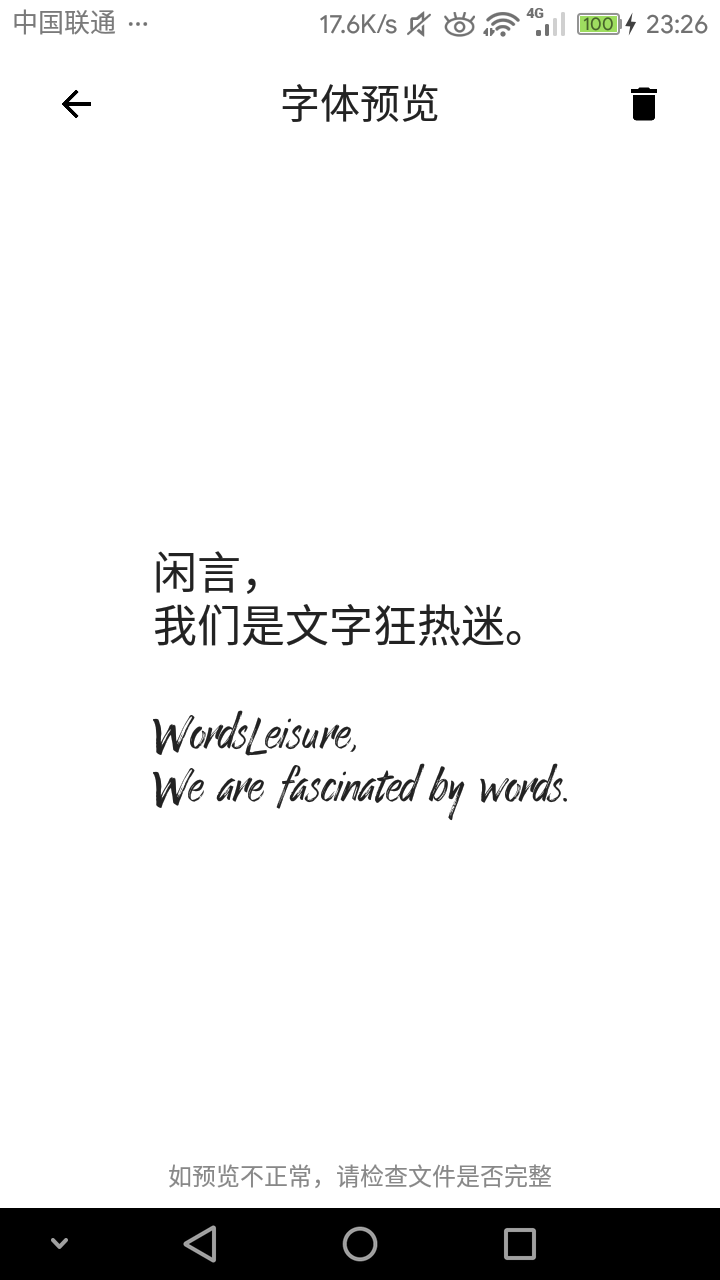 中国联通 ... 17.6K/s 4G 100 23:26
字体预览
闲言，
我们是文字狂热迷。
WordsLeisure,
We are fascinated by words.
如预览不正常，请检查文件是否完整